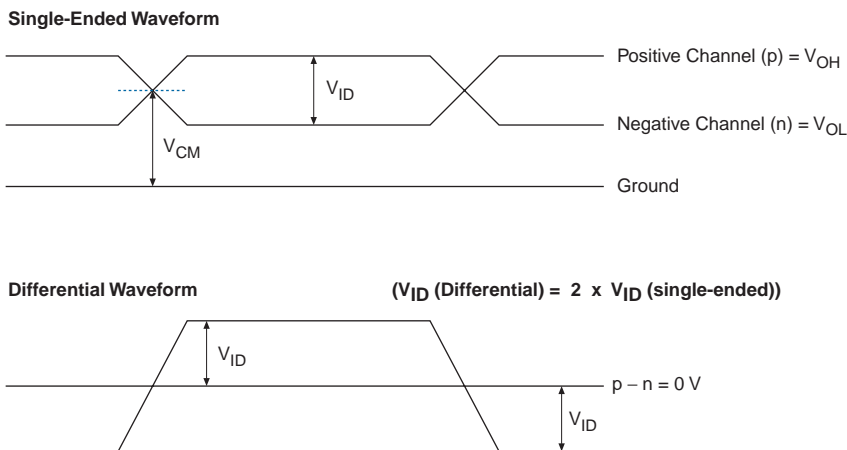 Single-Ended Waveform
Positive Channel (p) = VOH
VID
Negative Channel (n) = VOL
VCM
Ground
Differential Waveform (VID (Differential) = 2 x VID (single-ended))
VID
p − n = 0 V
VID